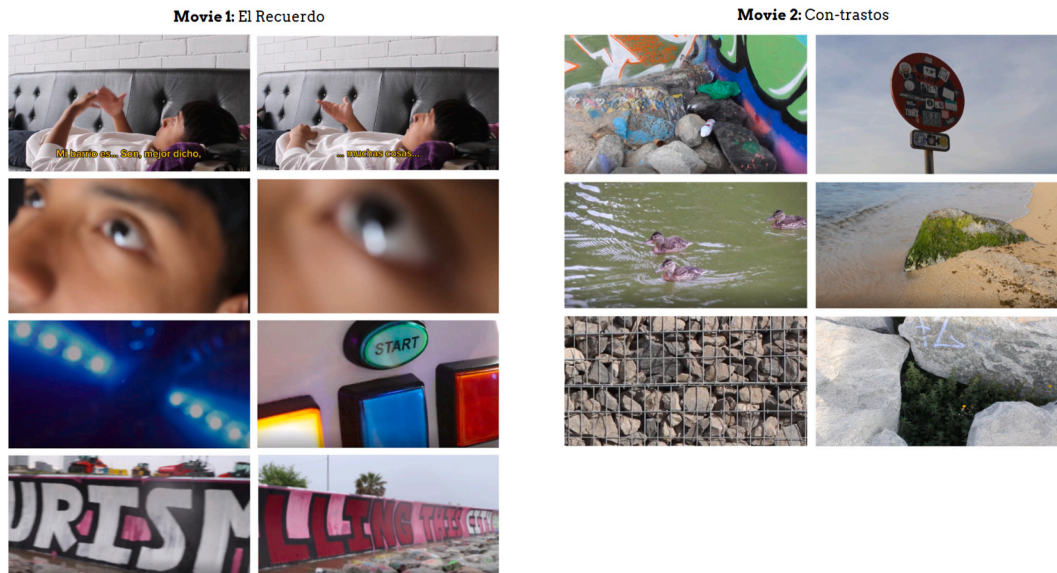 Movie 1: El Recuerdo
Movie 2: Con-trastos
Mi barrio es... Son, mejor dicho,
... muchas cosas...
START
URISM
LLING THIS CITY
+Z